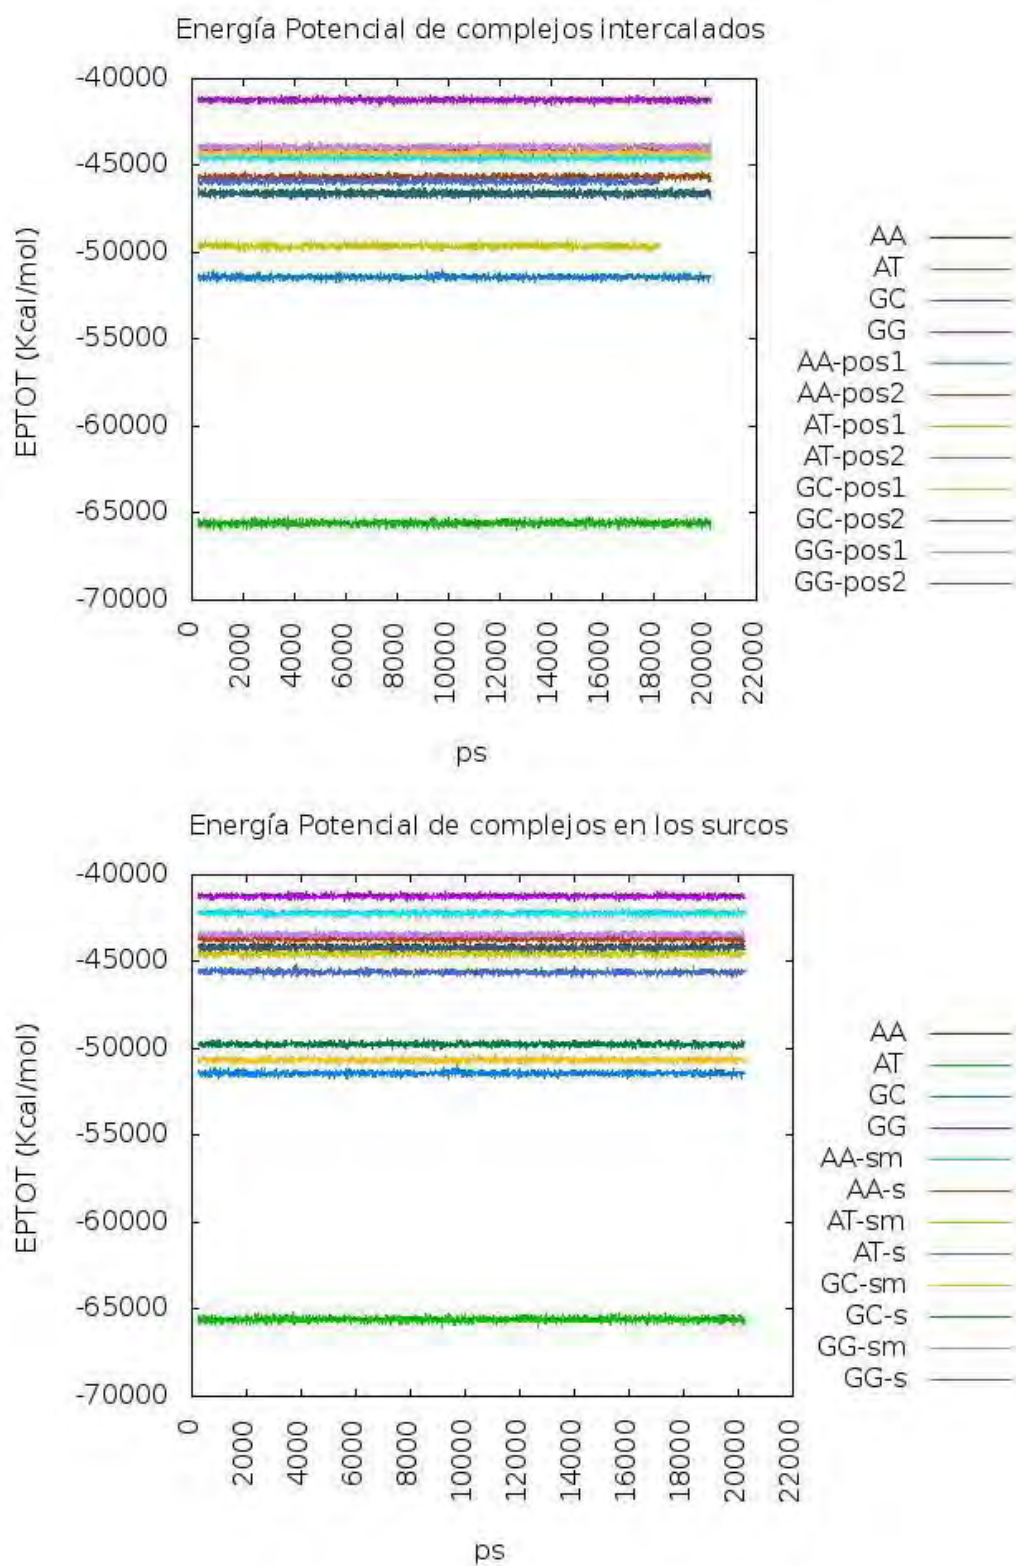 Energía Potencial de complejos intercalados
-40000
-45000
-50000
-55000
-60000
-65000
-70000
EPTOT (Kcal/mol)
0
2000
4000
6000
8000
10000
12000
14000
16000
18000
20000
22000
ps
AA
AT
GC
GG
AA-pos1
AA-pos2
AT-pos1
AT-pos2
GC-pos1
GC-pos2
GG-pos1
GG-pos2
Energía Potencial de complejos en los surcos
-40000
-45000
-50000
-55000
-60000
-65000
-70000
EPTOT (Kcal/mol)
0
2000
4000
6000
8000
10000
12000
14000
16000
18000
20000
22000
ps
AA
AT
GC
GG
AA-sm
AA-s
AT-sm
AT-s
GC-sm
GC-s
GG-sm
GG-s